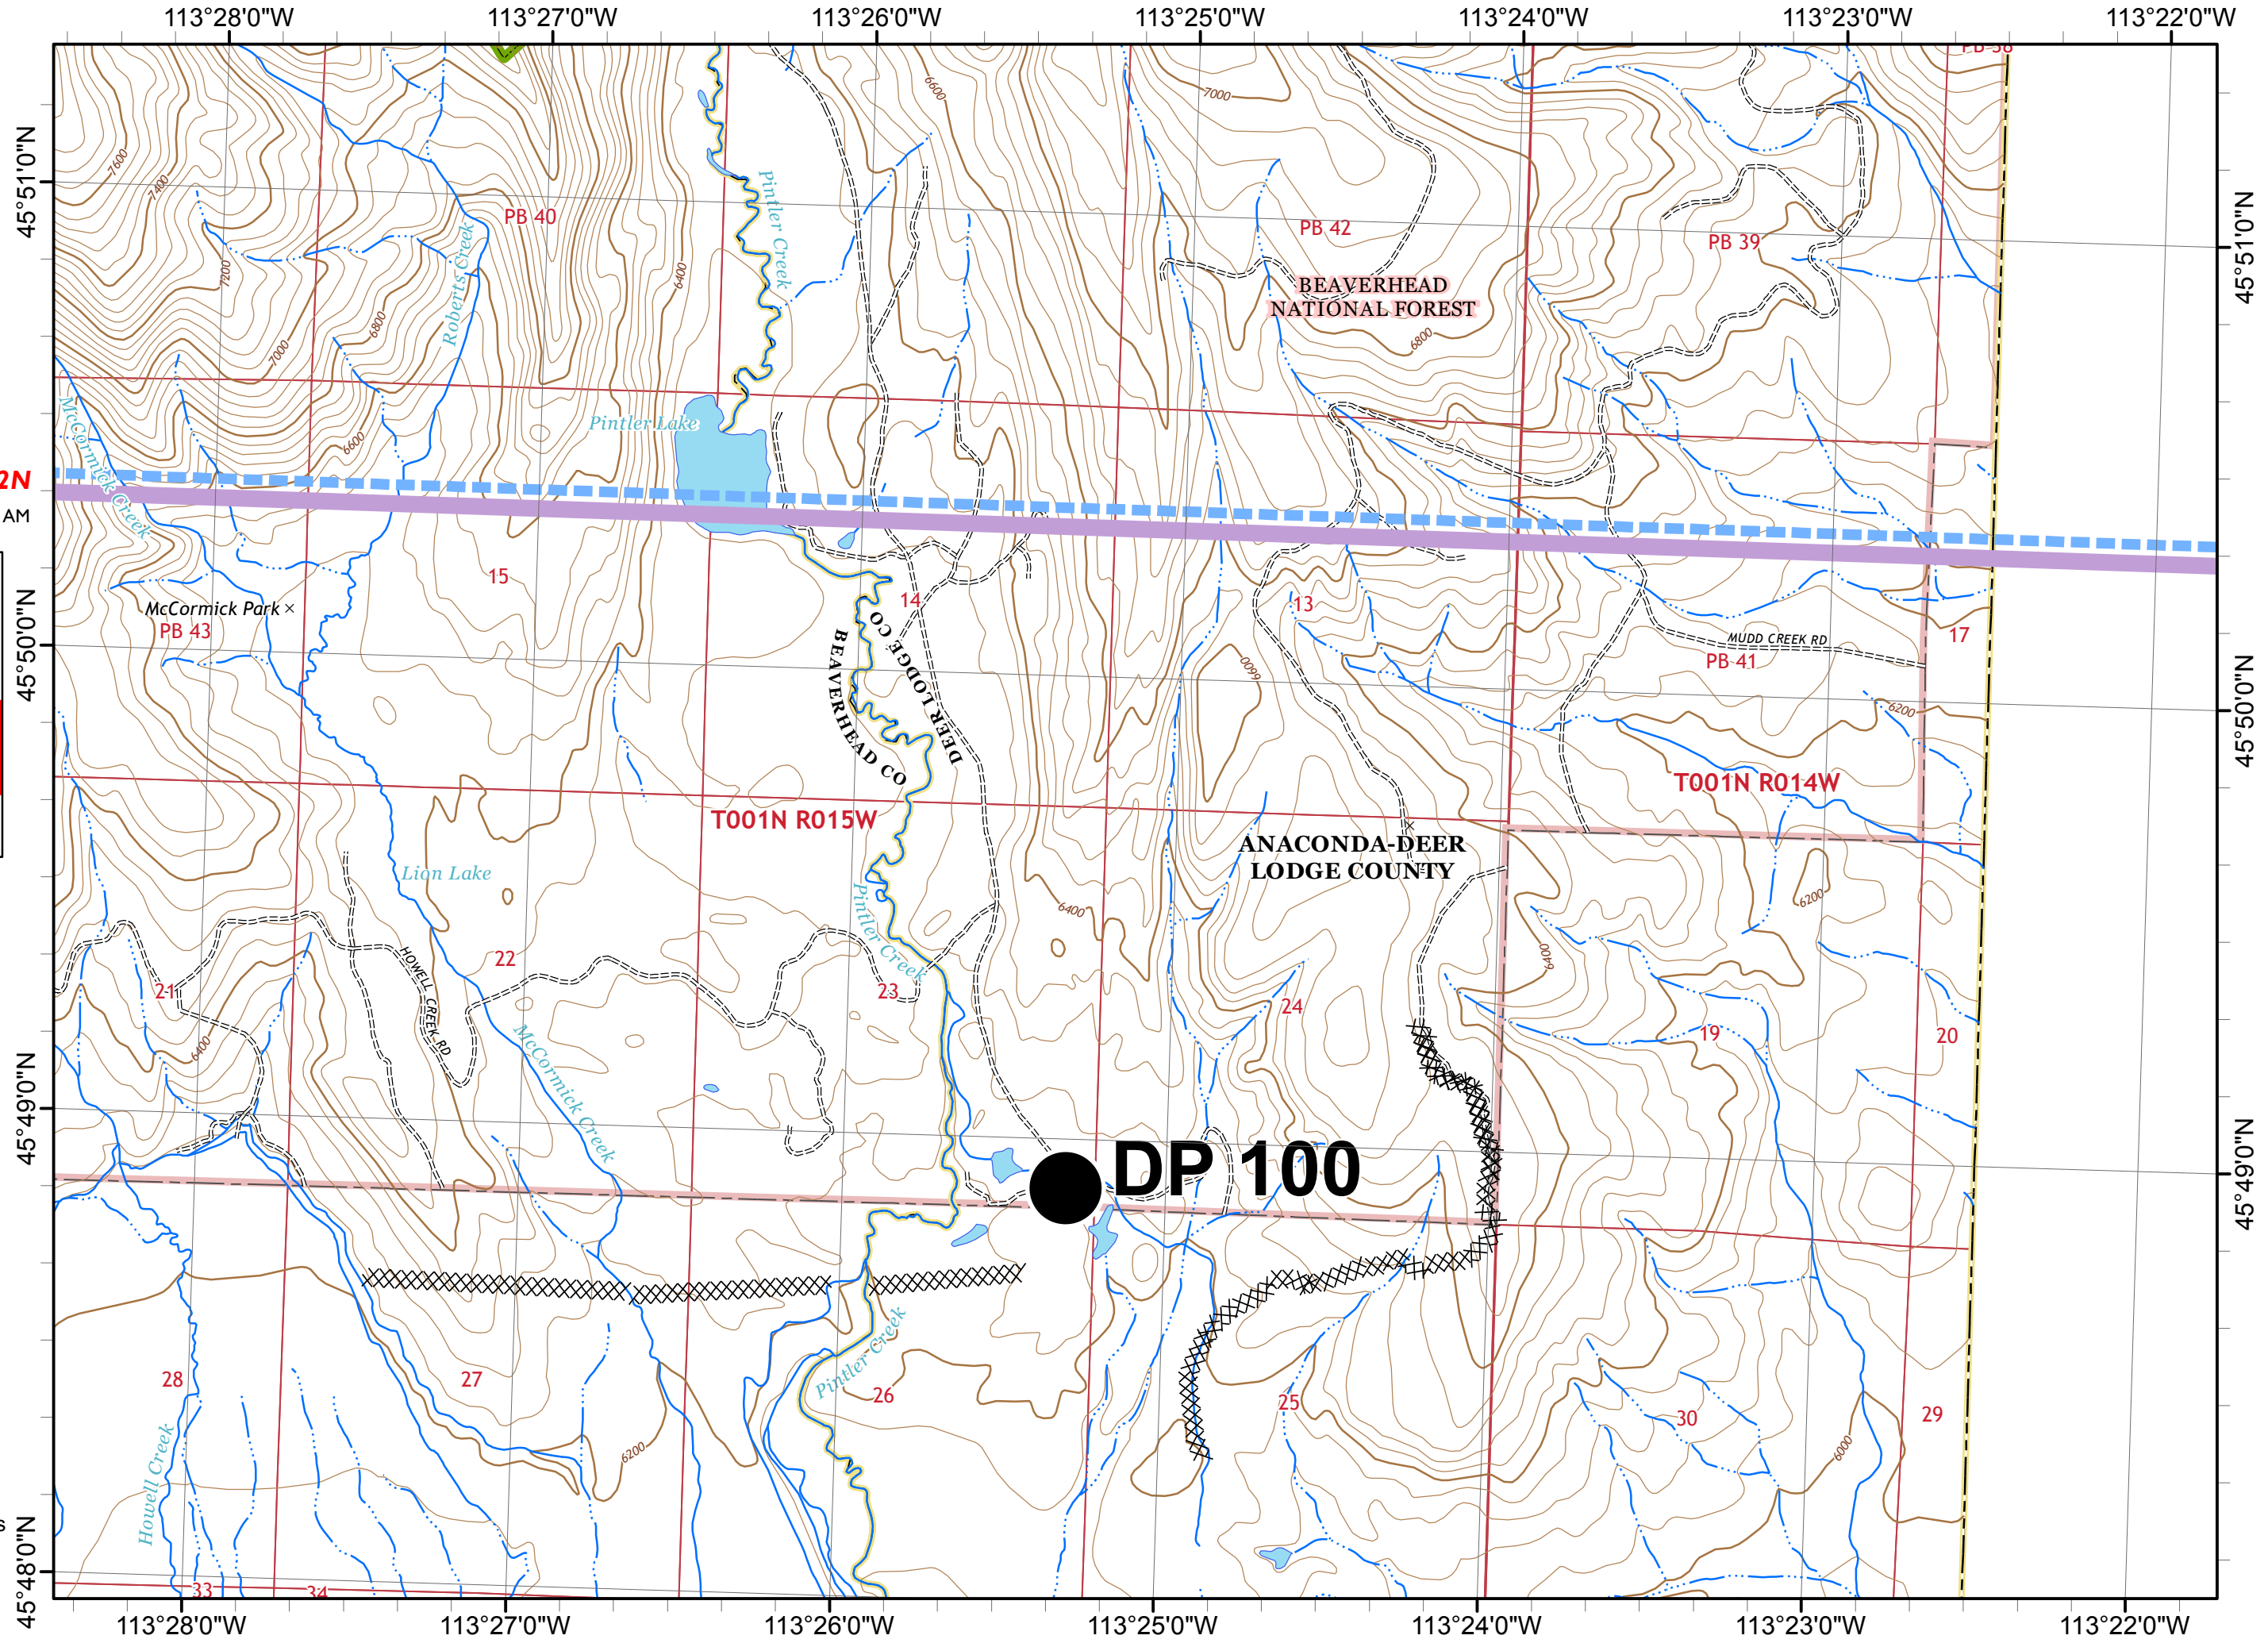 113°28'0"W
113°27'0"W
113°26'0"W
113°25'0"W
113°24'0"W
113°23'0"W
113°22'0"W
PB 38
6600
7000
45°51'0"N
7600
7400
Pintler Creek
PB 40
PB 42
PB 39
45°51'0"N
Roberts Creek
7200
6400
BEAVERHEAD
NATIONAL FOREST
6800
7000
6800
McCormick Creek
Pintler Lake
6600
2N
AM
15
14
13
McCormick Park
PB 43
17
MUDD CREEK RD
PB 41
45°50'0"N
BEAVERHEAD CO
DEER LODGE CO
6600
6200
45°50'0"N
T001N R014W
T001N R015W
ANACONDA-DEER
LODGE COUNTY
Lion Lake
6400
6200
Pintler Creek
HOWELL CREEK RD
22
21
23
6400
24
19
20
McCormick Creek
6400
45°49'0"N
DP 100
45°49'0"N
Pintler Creek
28
27
26
25
30
29
Howell Creek
6200
6000
s
45°48'0"N
33
34
113°28'0"W
113°27'0"W
113°26'0"W
113°25'0"W
113°24'0"W
113°23'0"W
113°22'0"W